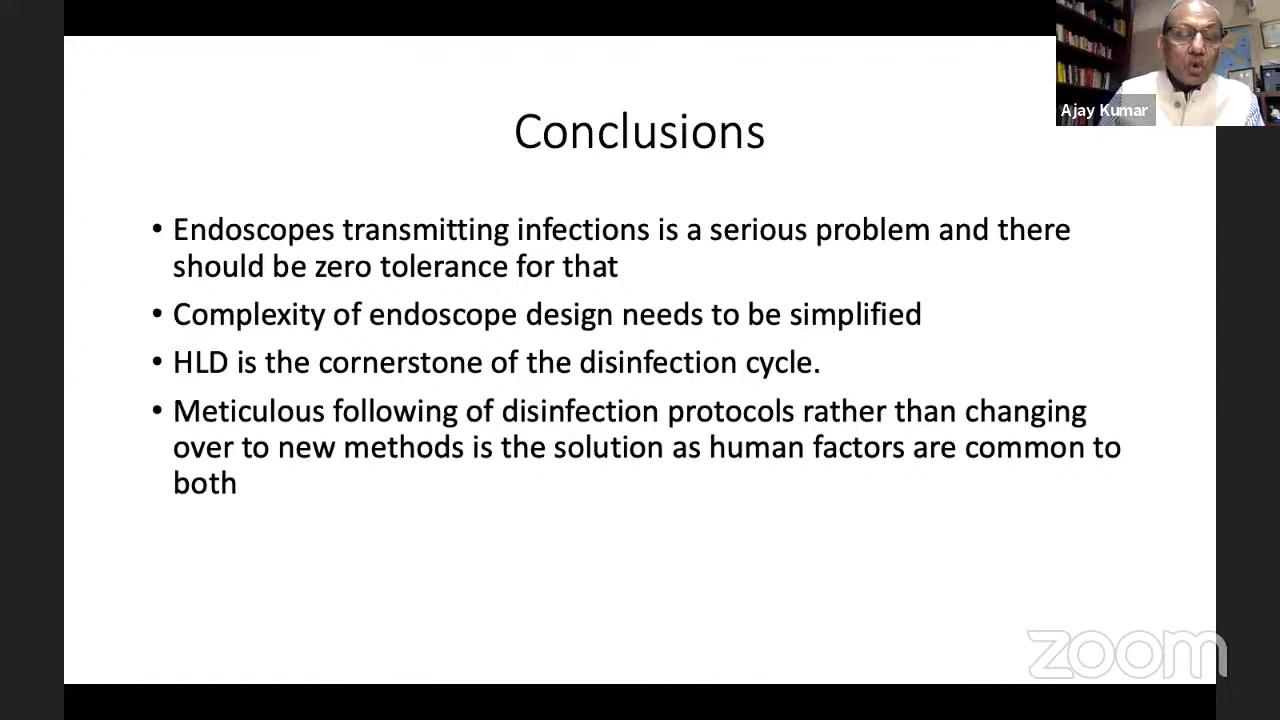 Ajay Kumar
Conclusions
• Endoscopes transmitting infections is a serious problem and there
should be zero tolerance for that
• Complexity of endoscope design needs to be simplified
• HLD is the cornerstone of the disinfection cycle.
• Meticulous following of disinfection protocols rather than changing
over to new methods is the solution as human factors are common to
both
zoom